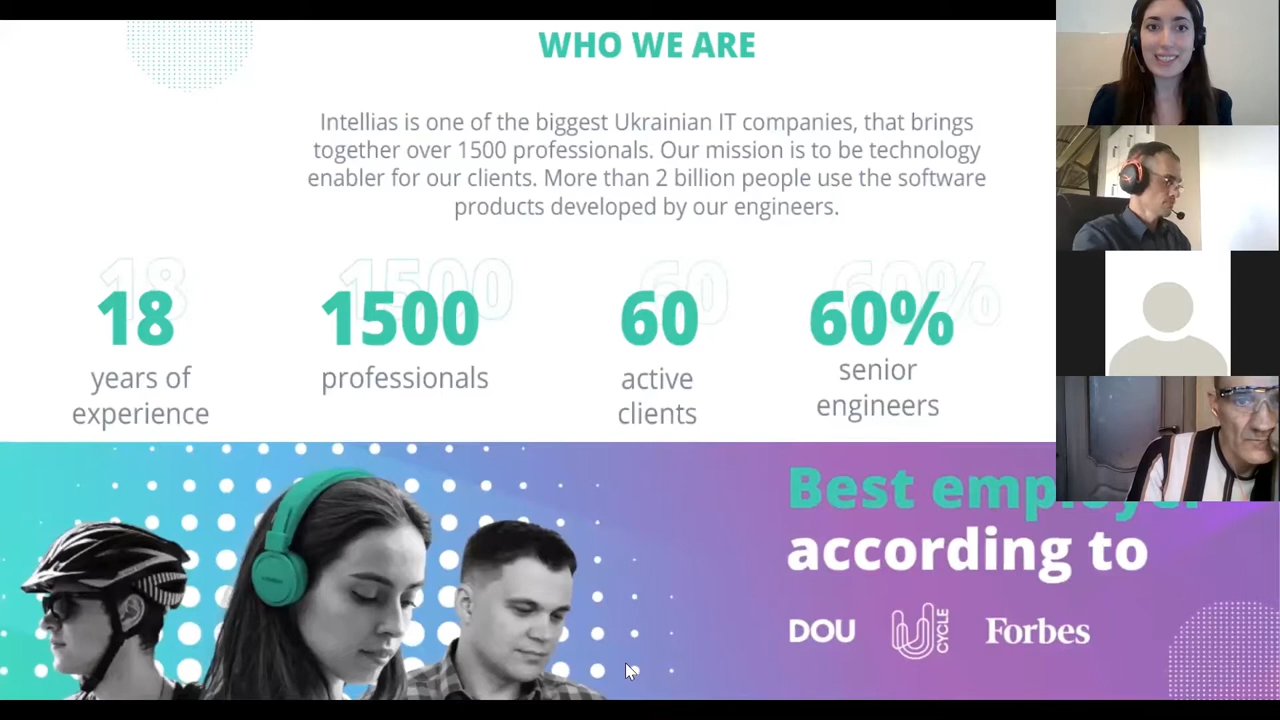 WHO WE ARE
Intellias is one of the biggest Ukrainian IT companies, that brings
together over 1500 professionals. Our mission is to be technology
enabler for our clients. More than 2 billion people use the software
products developed by our engineers.
18
1500
60
60%
years of
experience
professionals
active
clients
senior
engineers
Best employer
according to
DOU
CYCLE
Forbes